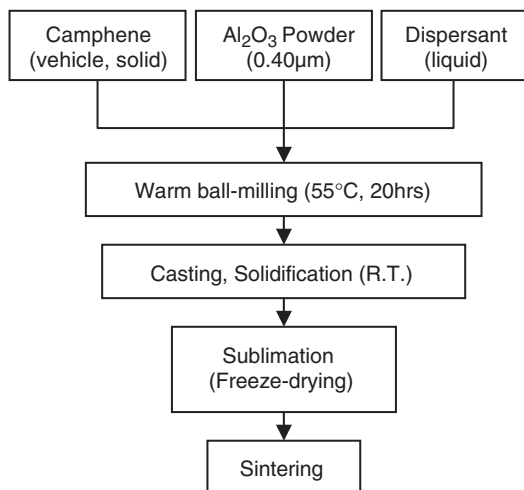 Camphene
(vehicle, solid)
Al₂O₃ Powder
(0.40μm)
Dispersant
(liquid)
Warm ball-milling (55°C, 20hrs)
Casting, Solidification (R.T.)
Sublimation
(Freeze-drying)
Sintering